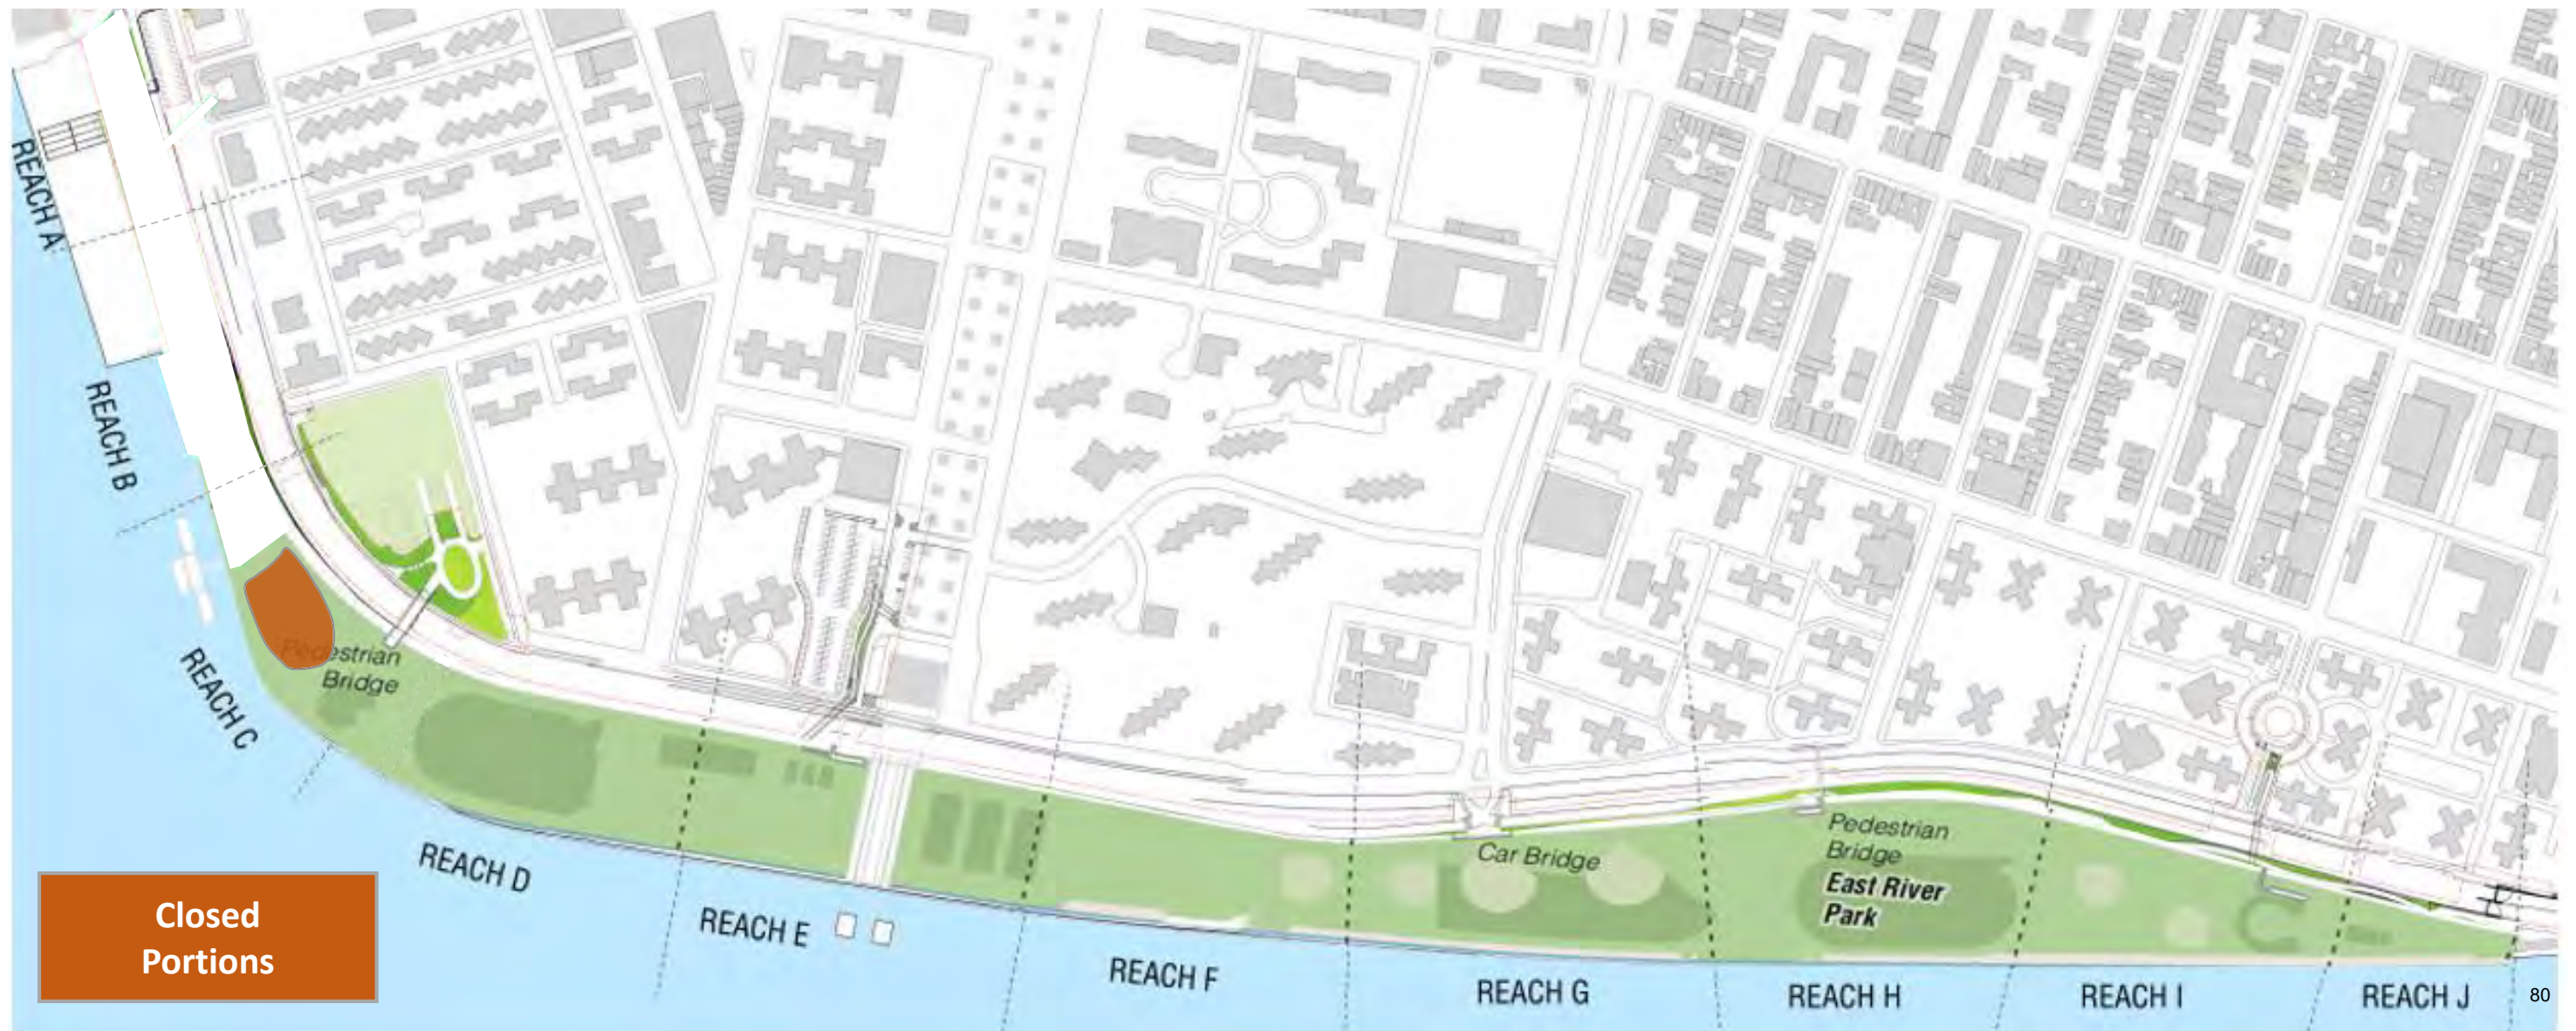 REACH A
REACH B
REACH C
Pedestrian
Bridge
REACH D
REACH E
REACH F
Car Bridge
REACH G
Pedestrian
Bridge
East River
Park
REACH H
REACH I
REACH J
Closed
Portions
80